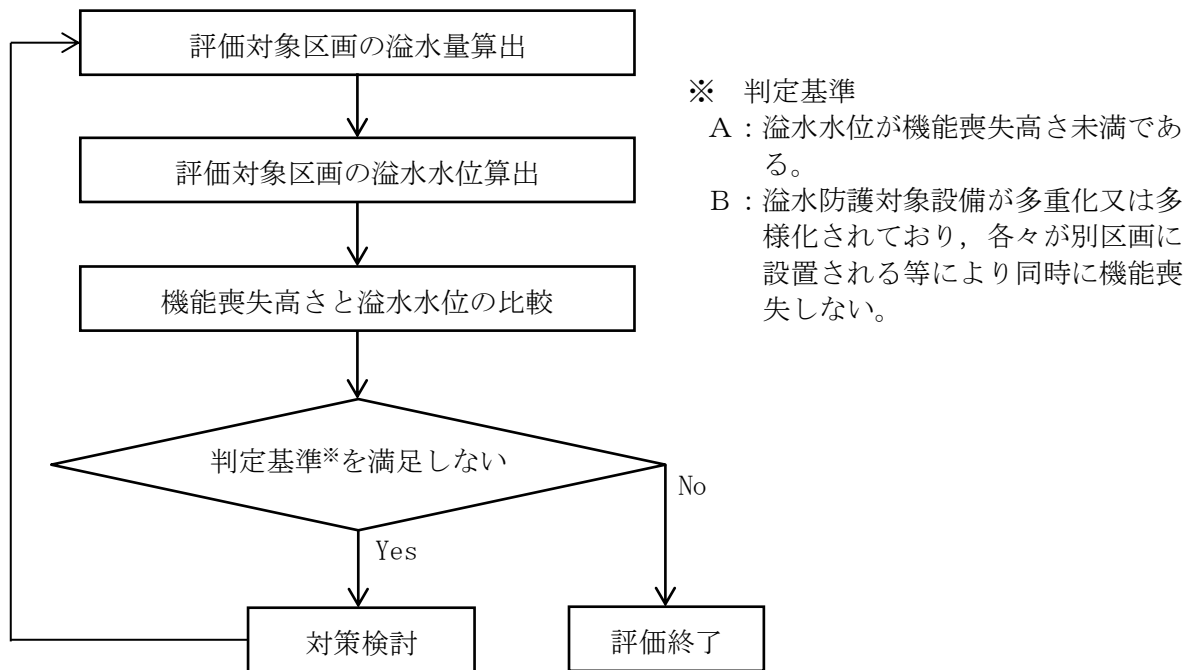 評価対象区画の溢水量算出
評価対象区画の溢水水位算出
機能喪失高さと溢水水位の比較
判定基準※を満足しない
No
Yes
対策検討
評価終了
※ 判定基準
A:溢水水位が機能喪失高さ未満であ
る。
B:溢水防護対象設備が多重化又は多
様化されており,各々が別区画に
設置される等により同時に機能喪
失しない。